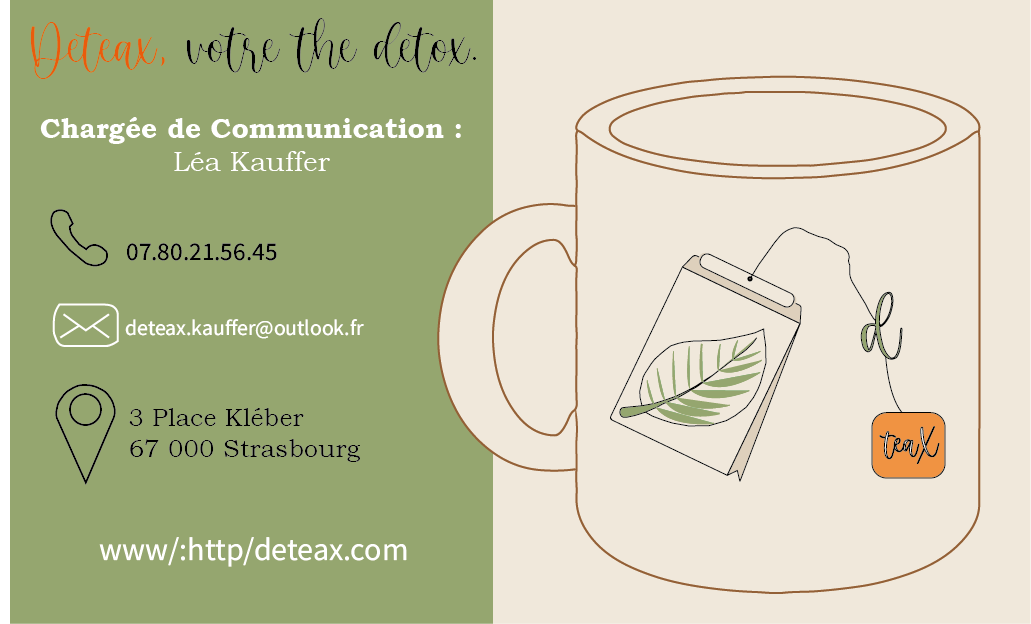 Deteax, votre the detox.
Chargée de Communication :
Léa Kauffer
07.80.21.56.45
deteax.kauffer@outlook.fr
3 Place Kléber
67 000 Strasbourg
www/:http/deteax.com
d
teaX